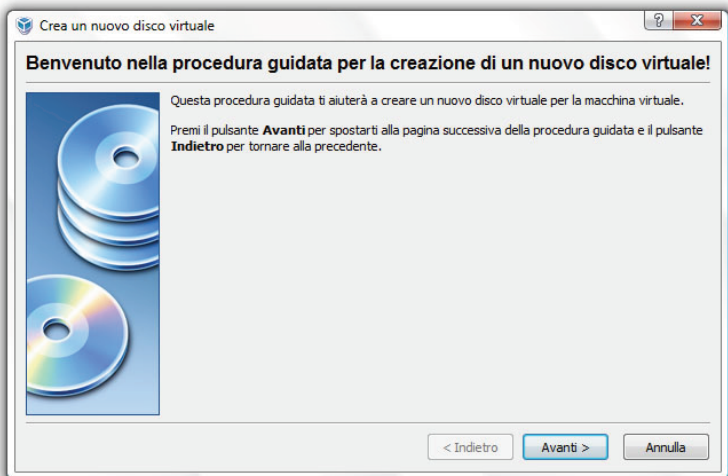 Crea un nuovo disco virtuale
Benvenuto nella procedura guidata per la creazione di un nuovo disco virtuale!
Questa procedura guidata ti aiuterà a creare un nuovo disco virtuale per la macchina virtuale.
Premi il pulsante Avanti per spostarti alla pagina successiva della procedura guidata e il pulsante
Indietro per tornare alla precedente.
< Indietro
Avanti >
Annulla